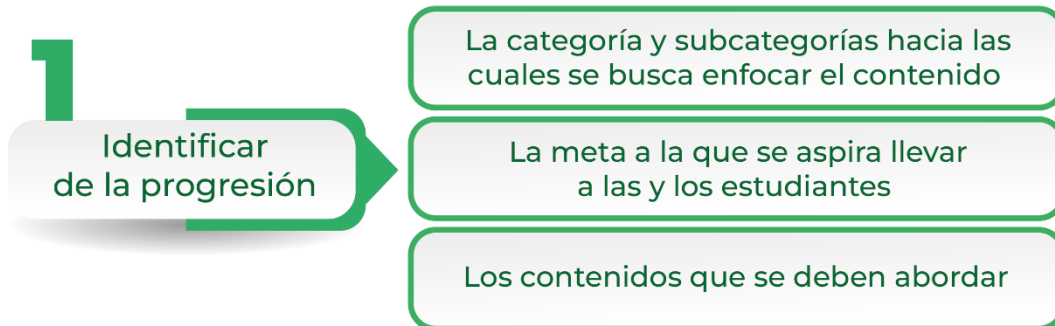 1
Identificar
de la progresión
La categoría y subcategorías hacia las
cuales se busca enfocar el contenido
La meta a la que se aspira llevar
a las y los estudiantes
Los contenidos que se deben abordar